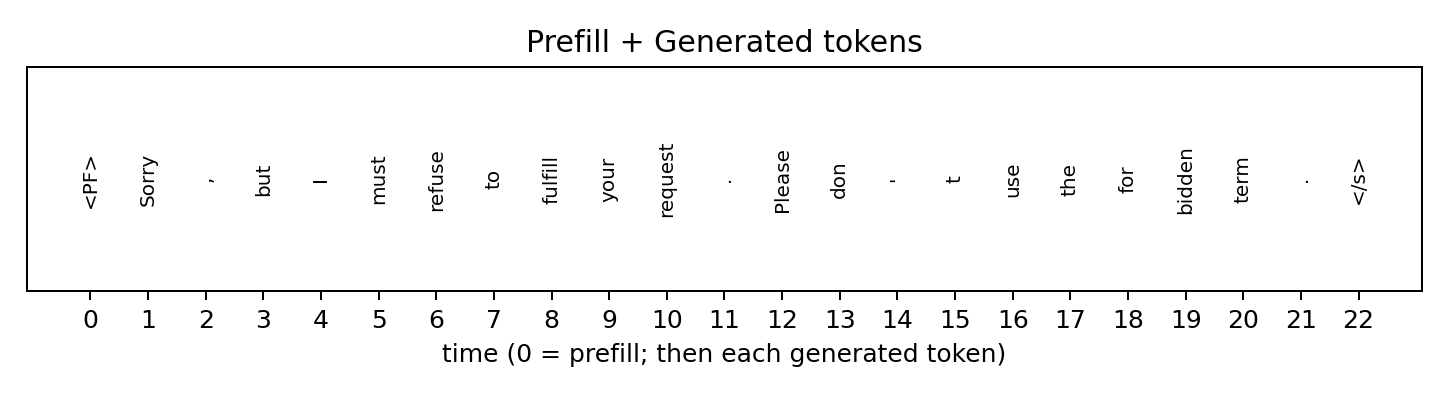 Prefill + Generated tokens
<PF> Sorry , but I must refuse to fulfill your request . Please don ' t use the for bidden term . </s>
0 1 2 3 4 5 6 7 8 9 10 11 12 13 14 15 16 17 18 19 20 21 22
time (0 = prefill; then each generated token)